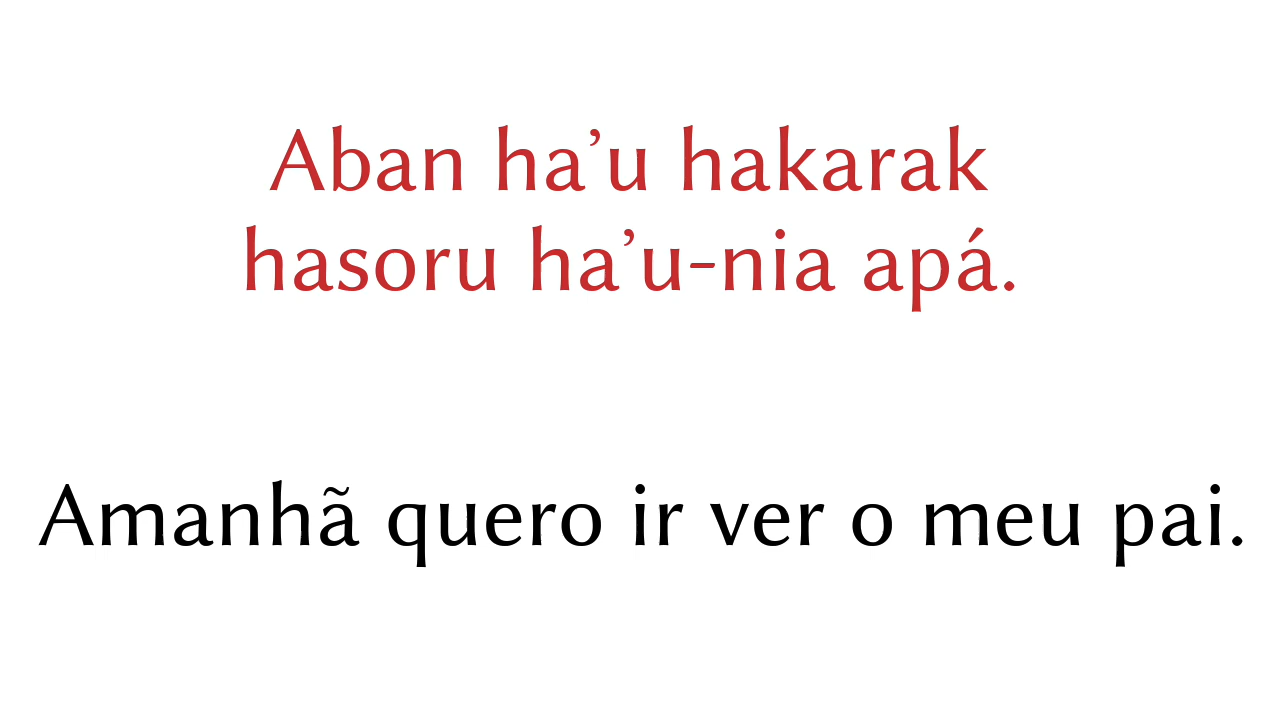 Aban ha’u hakarak
hasoru ha’u-nia apá.
Amanhã quero ir ver o meu pai.